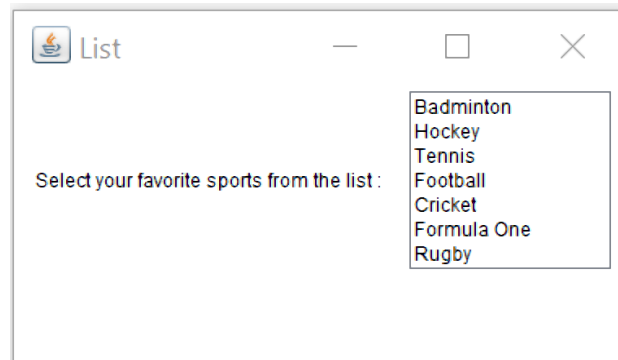 List
Select your favorite sports from the list :
Badminton
Hockey
Tennis
Football
Cricket
Formula One
Rugby